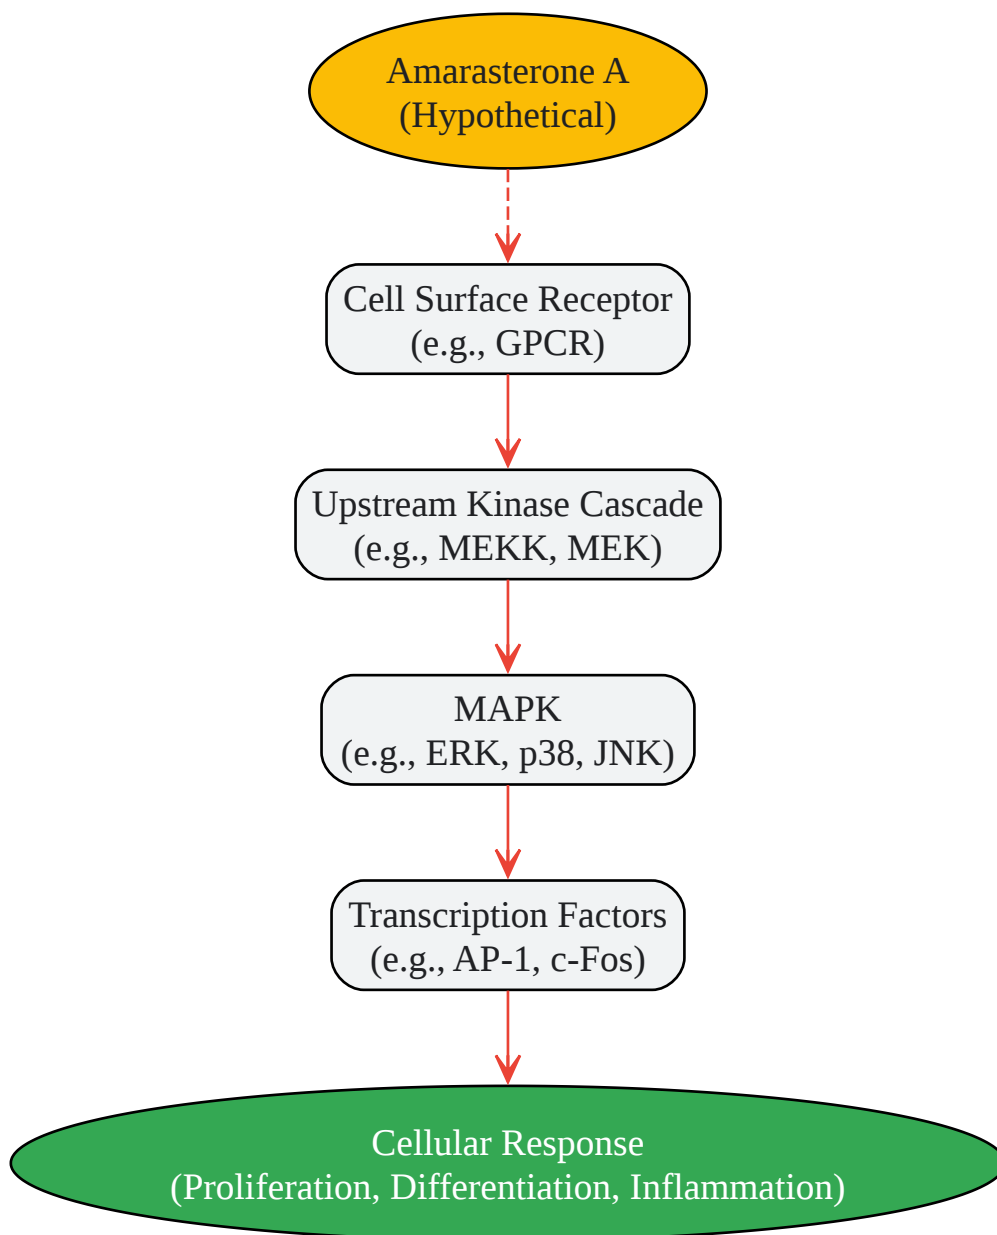 Amarasterone A
(Hypothetical)
Cell Surface Receptor
(e.g., GPCR)
Upstream Kinase Cascade
(e.g., MEKK, MEK)
MAPK
(e.g., ERK, p38, JNK)
Transcription Factors
(e.g., AP-1, c-Fos)
Cellular Response
(Proliferation, Differentiation, Inflammation)